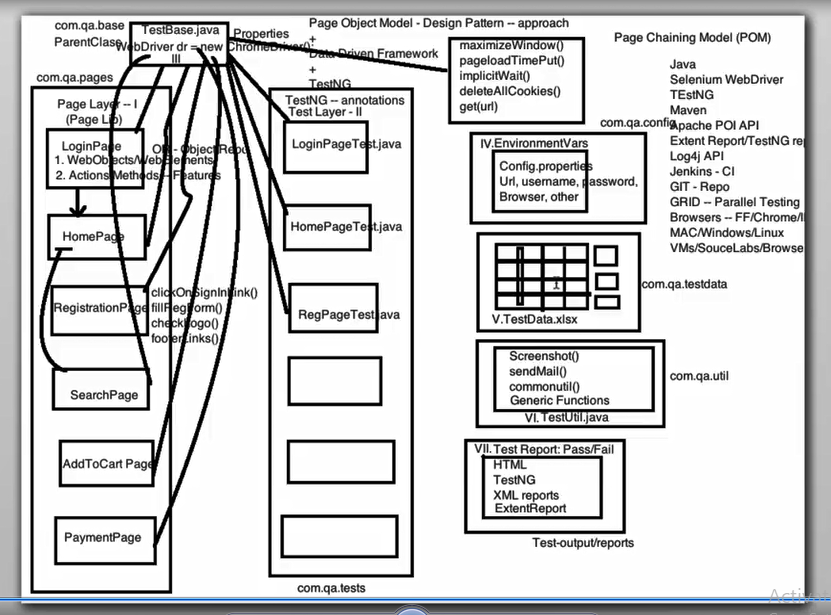 com.qa.base
TestBase.java
Properties
Page Object Model - Design Pattern -- approach
ParentClass
WebDriver dr = new ChromeDriver();
+
Data Driven Framework
III
+
TestNG
com.qa.pages
Page Layer -- I
(Page Lib)
LoginPage
1. WebObjects/WebElements
2. Actions Methods -- Features
OR - Object Repo
HomePage
RegistrationPage
clickOnSignInLink()
fillRegForm()
checkLogo()
footerLinks()
SearchPage
AddToCart Page
PaymentPage
TestNG -- annotations
Test Layer - II
LoginPageTest.java
HomePageTest.java
RegPageTest.java
com.qa.tests
maximizeWindow()
pageloadTimePut()
implicitWait()
deleteAllCookies()
get(url)
com.qa.config
IV.EnvironmentVars
Config.properties
Url, username, password,
Browser, other
V.TestData.xlsx
com.qa.testdata
Screenshot()
sendMail()
commonutil()
Generic Functions
VI.TestUtil.java
com.qa.util
VII.Test Report: Pass/Fail
HTML
TestNG
XML reports
ExtentReport
Test-output/reports
Page Chaining Model (POM)
Java
Selenium WebDriver
TEstNG
Maven
Apache POI API
Extent Report/TestNG rep
Log4j API
Jenkins - CI
GIT - Repo
GRID -- Parallel Testing
Browsers -- FF/Chrome/I
MAC/Windows/Linux
VMs/SouceLabs/Browse